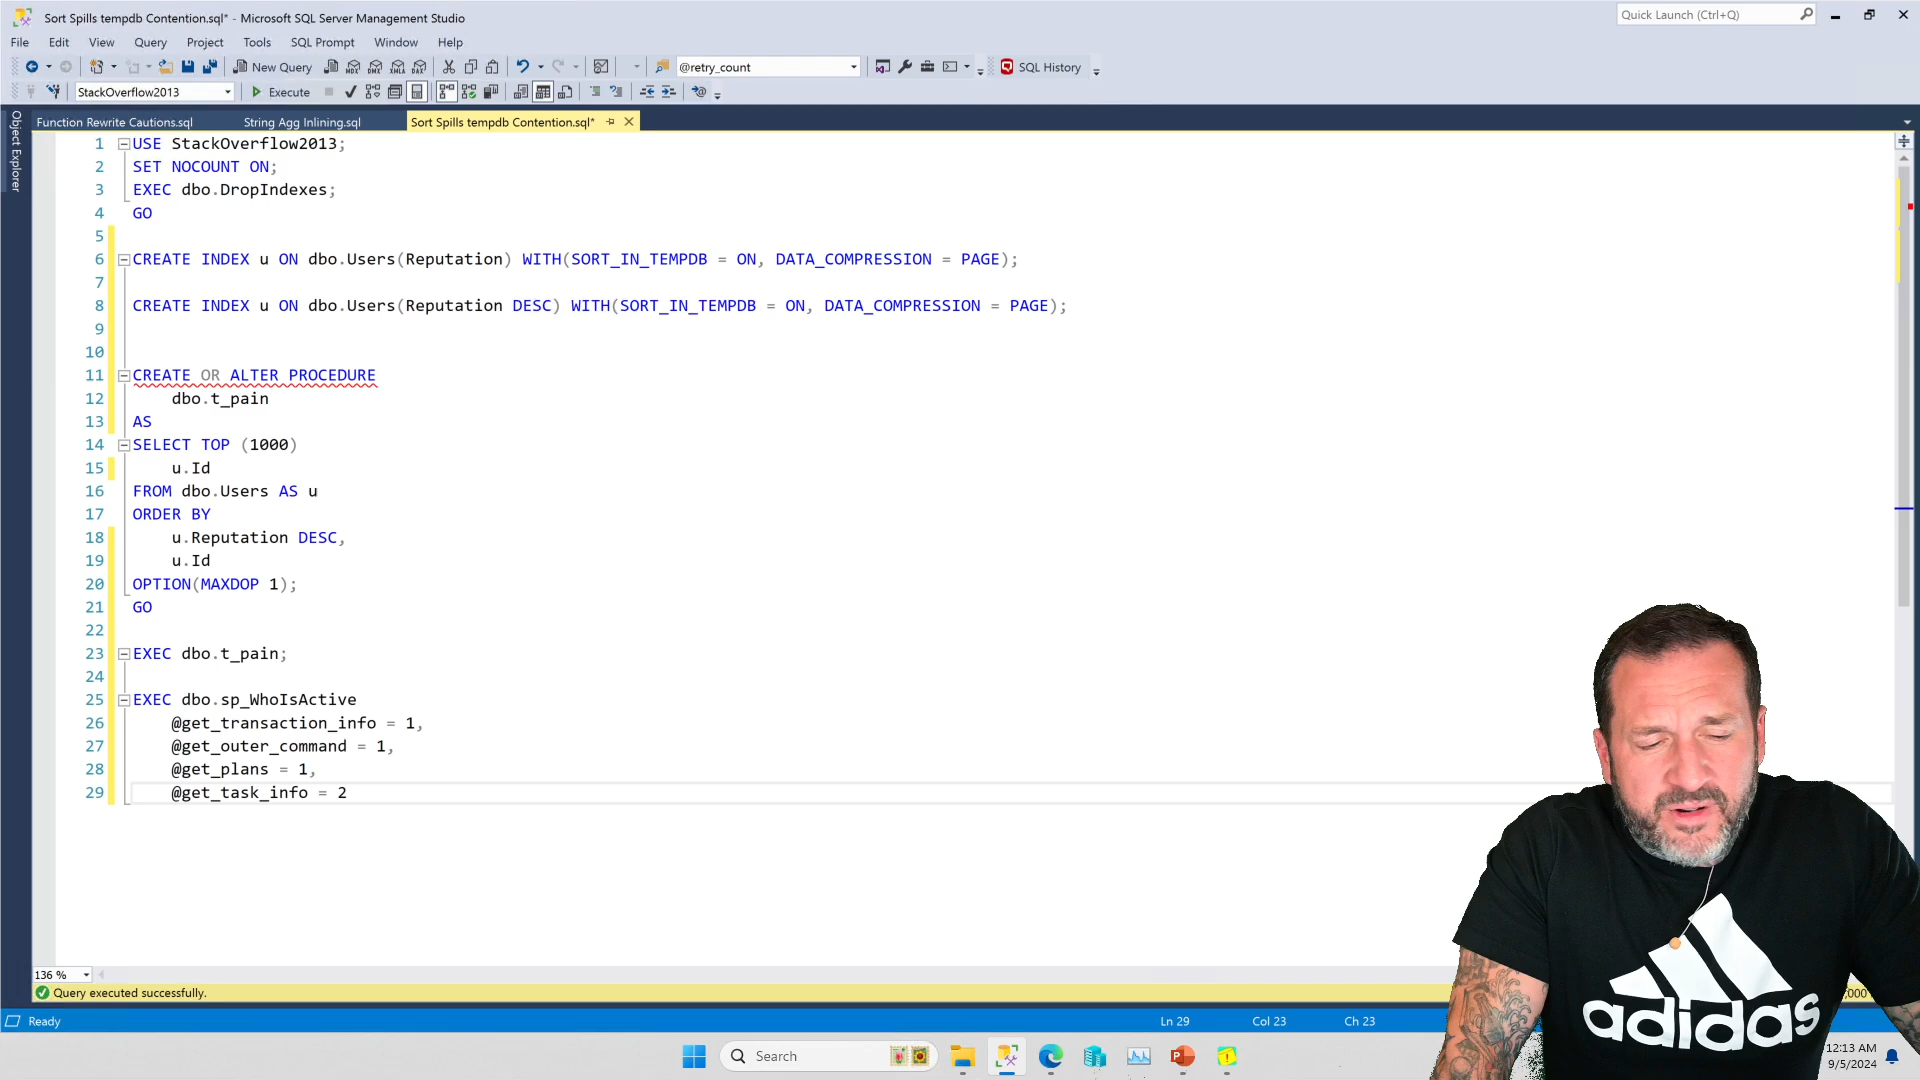 Sort Spills tempdb Contention.sql* - Microsoft SQL Server Management Studio
Quick Launch (Ctrl+Q)
File Edit View Query Project Tools SQL Prompt Window Help
New Query
MDX DMX XMLA DAX
@retry_count
SQL History
StackOverflow2013
Execute
Object Explorer
Function Rewrite Cautions.sql
String Agg Inlining.sql
Sort Spills tempdb Contention.sql*
1 USE StackOverflow2013;
2 SET NOCOUNT ON;
3 EXEC dbo.DropIndexes;
4 GO
5
6 CREATE INDEX u ON dbo.Users(Reputation) WITH(SORT_IN_TEMPDB = ON, DATA_COMPRESSION = PAGE);
7
8 CREATE INDEX u ON dbo.Users(Reputation DESC) WITH(SORT_IN_TEMPDB = ON, DATA_COMPRESSION = PAGE);
9
10
11 CREATE OR ALTER PROCEDURE
12 dbo.t_pain
13 AS
14 SELECT TOP (1000)
15 u.Id
16 FROM dbo.Users AS u
17 ORDER BY
18 u.Reputation DESC,
19 u.Id
20 OPTION(MAXDOP 1);
21 GO
22
23 EXEC dbo.t_pain;
24
25 EXEC dbo.sp_WhoIsActive
26 @get_transaction_info = 1,
27 @get_outer_command = 1,
28 @get_plans = 1,
29 @get_task_info = 2
136 %
Query executed successfully.
Ready
Ln 29
Col 23
Ch 23
Search
adidas
12:13 AM
9/5/2024